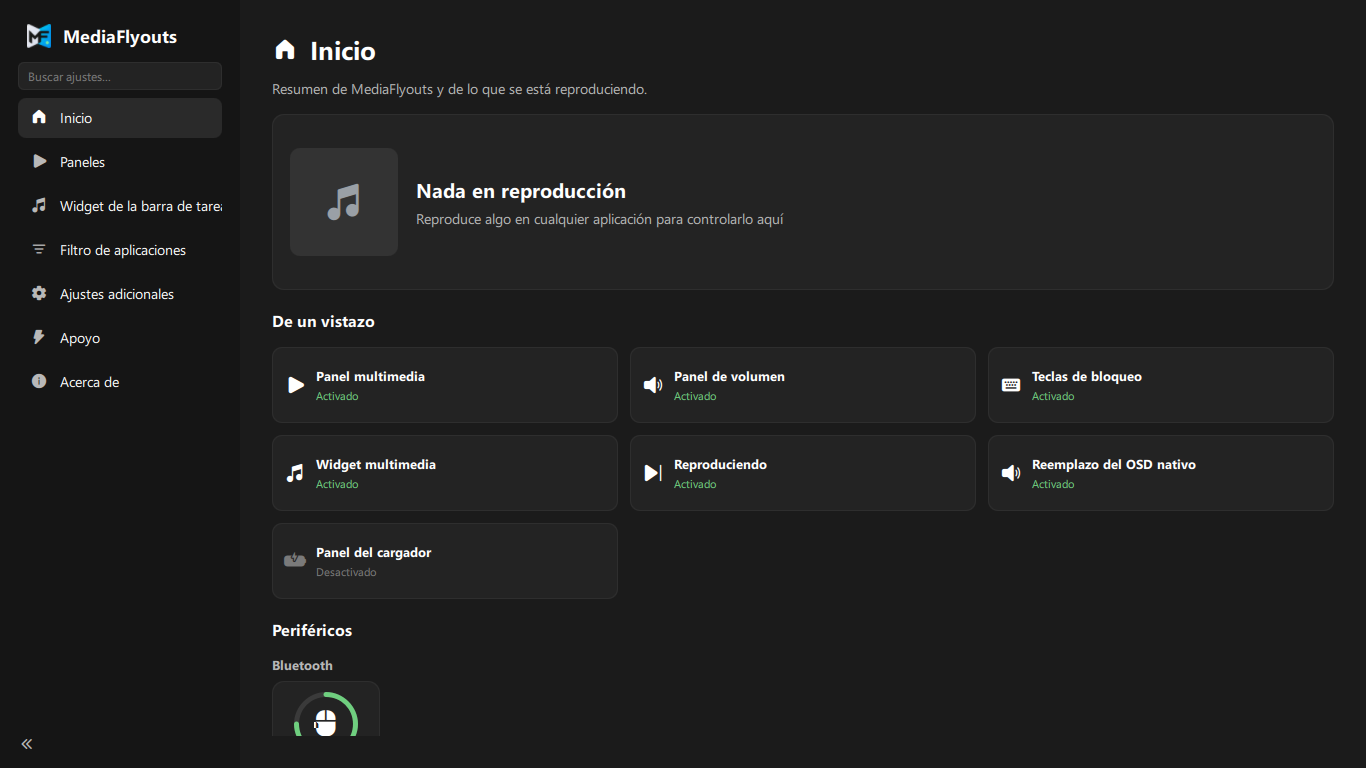 MediaFlyouts
Buscar ajustes...
Inicio
Paneles
Widget de la barra de tarea
Filtro de aplicaciones
Ajustes adicionales
Apoyo
Acerca de
Inicio
Resumen de MediaFlyouts y de lo que se está reproduciendo.
Nada en reproducción
Reproduce algo en cualquier aplicación para controlarlo aquí
De un vistazo
Panel multimedia
Activado
Panel de volumen
Activado
Teclas de bloqueo
Activado
Widget multimedia
Activado
Reproduciendo
Activado
Reemplazo del OSD nativo
Activado
Panel del cargador
Desactivado
Periféricos
Bluetooth